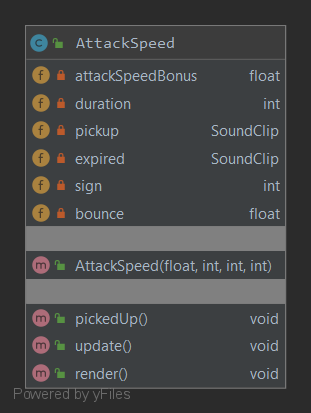 C AttackSpeed
f attackSpeedBonus float
f duration int
f pickup SoundClip
f expired SoundClip
f sign int
f bounce float
m AttackSpeed(float, int, int, int)
m pickedUp() void
m update() void
m render() void
Powered by yFiles